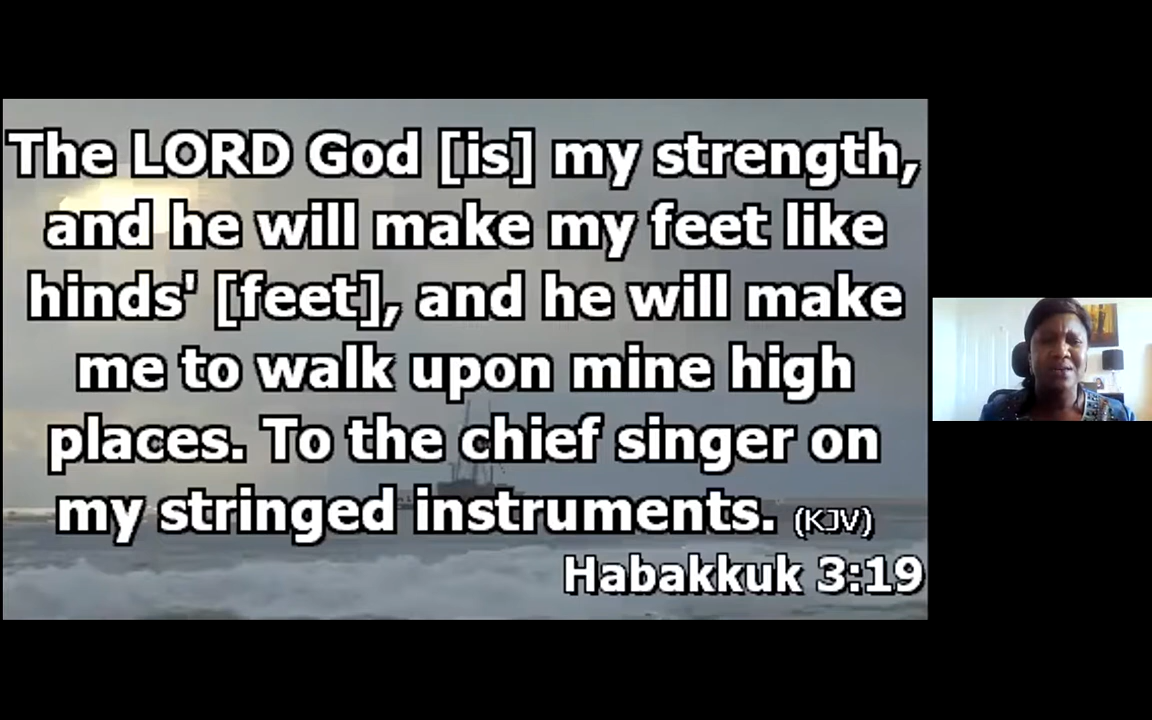 The LORD God [is] my strength,
and he will make my feet like
hinds' [feet], and he will make
me to walk upon mine high
places. To the chief singer on
my stringed instruments. (KJV)
Habakkuk 3:19